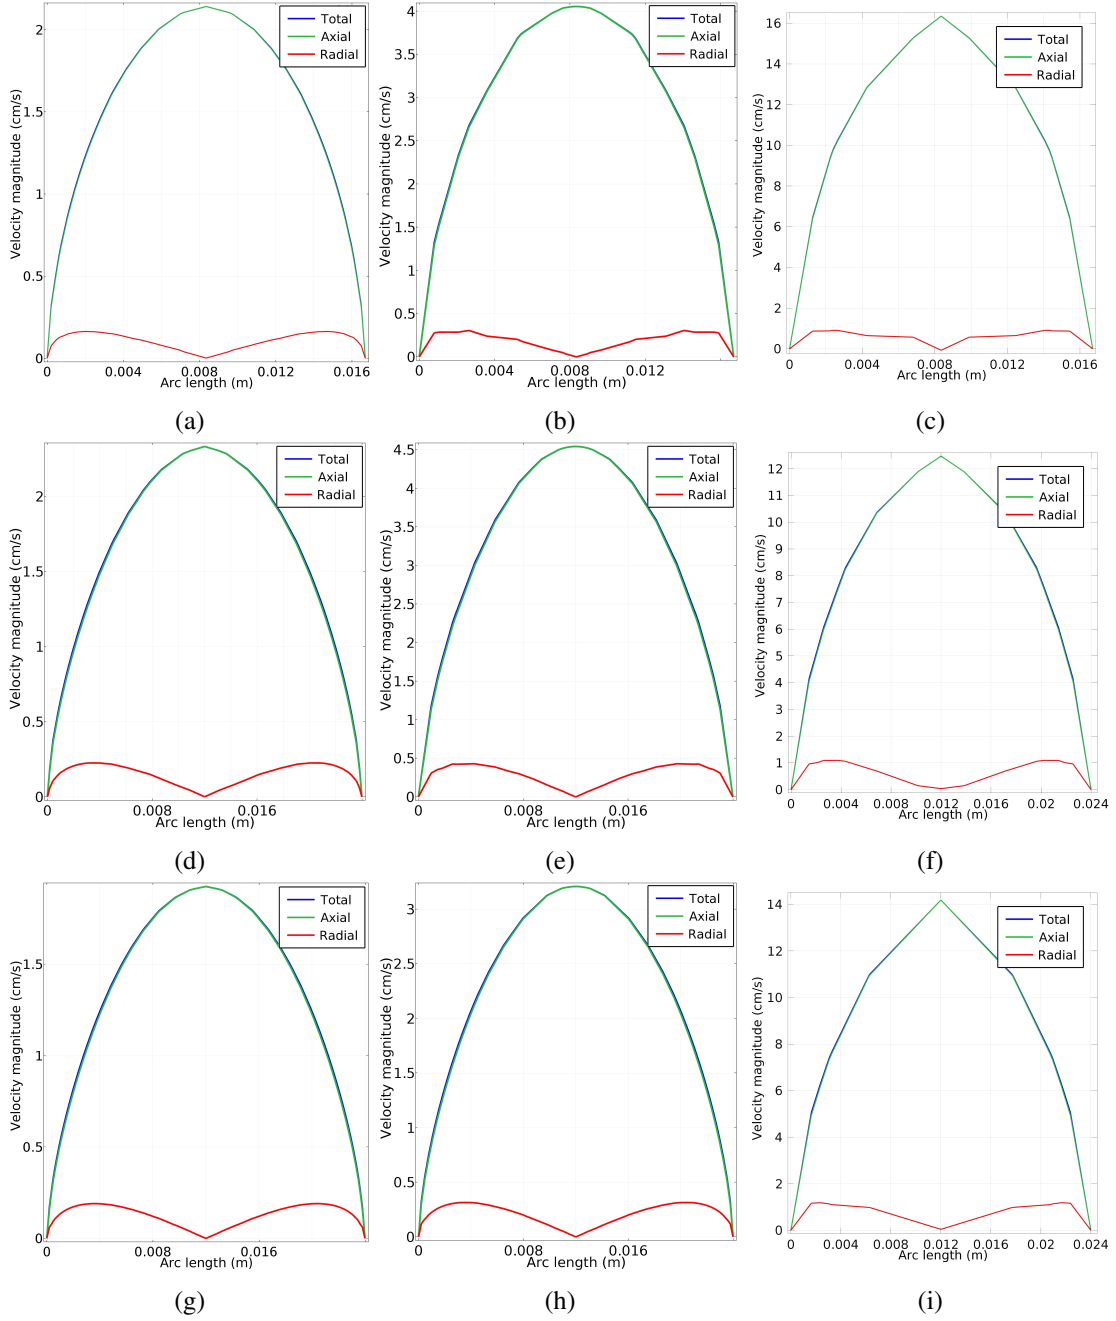 2
1.5
1
0.5
0
Velocity magnitude (cm/s)
Total
Axial
Radial
0
0.004
0.008
0.012
0.016
Arc length (m)
(a)
4
3.5
3
2.5
2
1.5
1
0.5
0
Velocity magnitude (cm/s)
Total
Axial
Radial
0
0.004
0.008
0.012
Arc length (m)
(b)
16
14
12
10
8
6
4
2
0
Velocity magnitude (cm/s)
Total
Axial
Radial
0
0.004
0.008
0.012
0.016
Arc length (m)
(c)
2
1.5
1
0.5
0
Velocity magnitude (cm/s)
Total
Axial
Radial
0
0.008
0.016
Arc length (m)
(d)
4.5
4
3.5
3
2.5
2
1.5
1
0.5
0
Velocity magnitude (cm/s)
Total
Axial
Radial
0
0.008
0.016
Arc length (m)
(e)
12
11
10
9
8
7
6
5
4
3
2
1
0
Velocity magnitude (cm/s)
Total
Axial
Radial
0
0.004
0.008
0.012
0.016
0.02
0.024
Arc length (m)
(f)
1.5
1
0.5
0
Velocity magnitude (cm/s)
Total
Axial
Radial
0
0.008
0.016
Arc length (m)
(g)
3
2.5
2
1.5
1
0.5
0
Velocity magnitude (cm/s)
Total
Axial
Radial
0
0.008
0.016
Arc length (m)
(h)
14
12
10
8
6
4
2
0
Velocity magnitude (cm/s)
Total
Axial
Radial
0
0.004
0.008
0.012
0.016
0.02
0.024
Arc length (m)
(i)